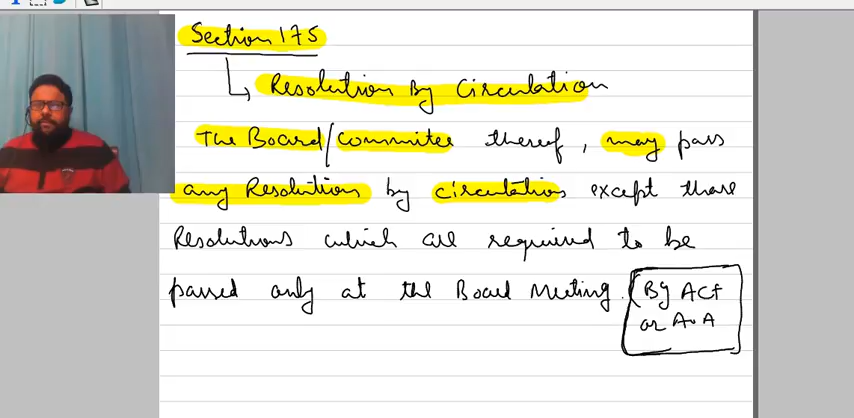 Section 175
Resolution By Circulation
The Board/Committee thereof, may pass
any Resolutions by circulation except those
Resolutions which are required to be
passed only at the Board Meeting. (By ACT
or AoA